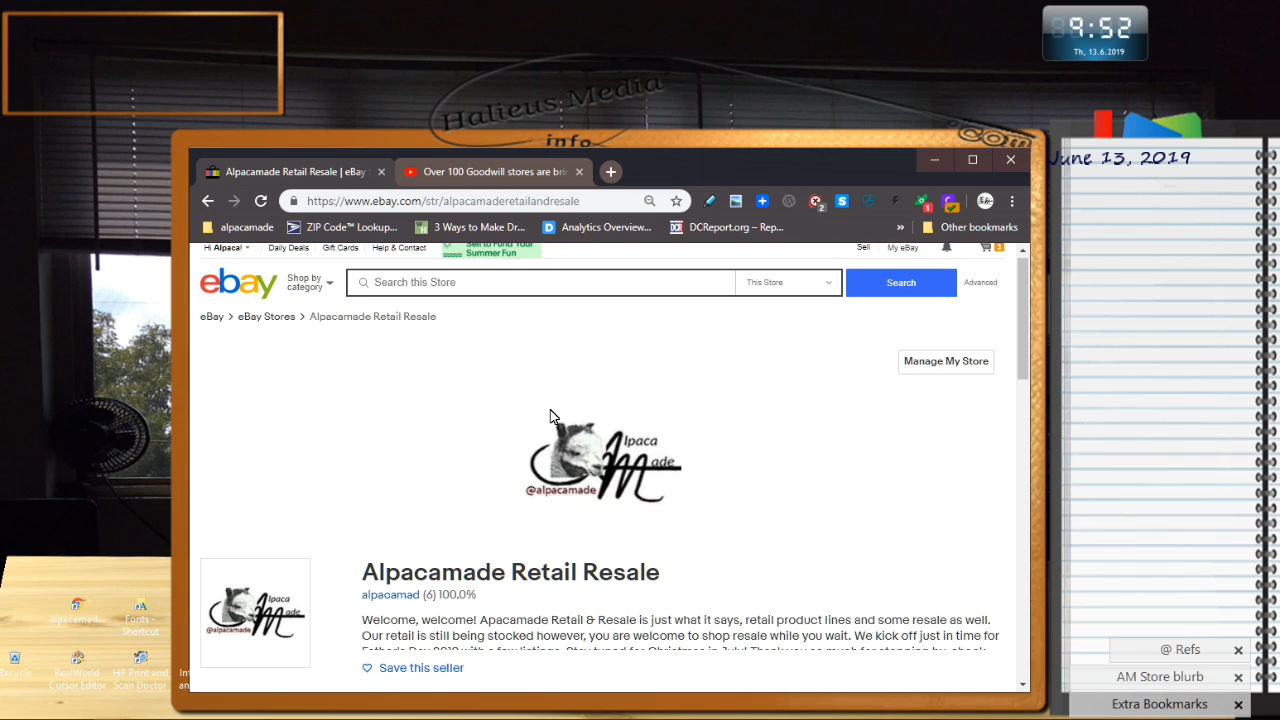 9:52
Th, 13.6.2019
Halieus Media
info
.com
June 13, 2019
Alpacamade Retail Resale | eBay
Over 100 Goodwill stores are bri
https://www.ebay.com/str/alpacamaderetailandresale
2
1
alpacamade
ZIP Code™ Lookup...
3 Ways to Make Dr...
Analytics Overview...
DCReport.org – Rep...
»
Other bookmarks
Hi Alpaca!
Daily Deals
Gift Cards
Help & Contact
Sell to Fund Your
Summer Fun
Sell
My eBay
3
ebay
Shop by
category
Search this Store
This Store
Search
Advanced
eBay > eBay Stores > Alpacamade Retail Resale
Manage My Store
Alpaca
Made
@alpacamade
Alpaca
Made
@alpacamade
Alpacamade Retail Resale
alpacamad (6) 100.0%
Welcome, welcome! Apacamade Retail & Resale is just what it says, retail product lines and some resale as well.
Our retail is still being stocked however, you are welcome to shop resale while you wait. We kick off just in time for
Save this seller
alpacamad...
Fonts -
Shortcut
Recycle
RealWorld
Cursor Editor
HP Print and
Scan Doctor
@ Refs
AM Store blurb
Extra Bookmarks